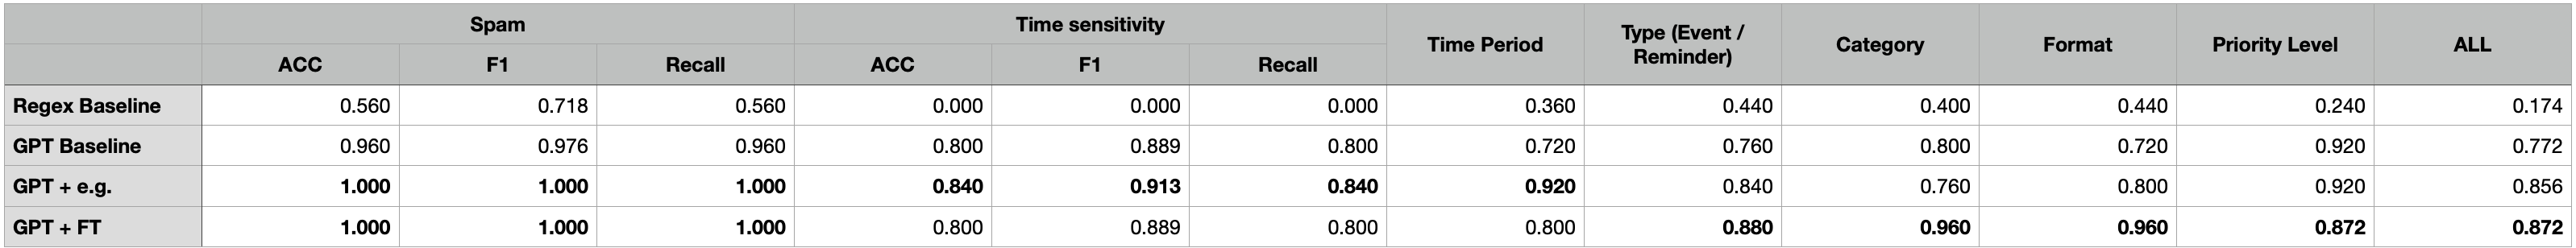 Spam Time sensitivity Time Period Type (Event / Reminder) Category Format Priority Level ALL
ACC F1 Recall ACC F1 Recall
Regex Baseline 0.560 0.718 0.560 0.000 0.000 0.000 0.360 0.440 0.400 0.440 0.240 0.174
GPT Baseline 0.960 0.976 0.960 0.800 0.889 0.800 0.720 0.760 0.800 0.720 0.920 0.772
GPT + e.g. 1.000 1.000 1.000 0.840 0.913 0.840 0.920 0.840 0.760 0.800 0.920 0.856
GPT + FT 1.000 1.000 1.000 0.800 0.889 0.800 0.800 0.880 0.960 0.960 0.872 0.872